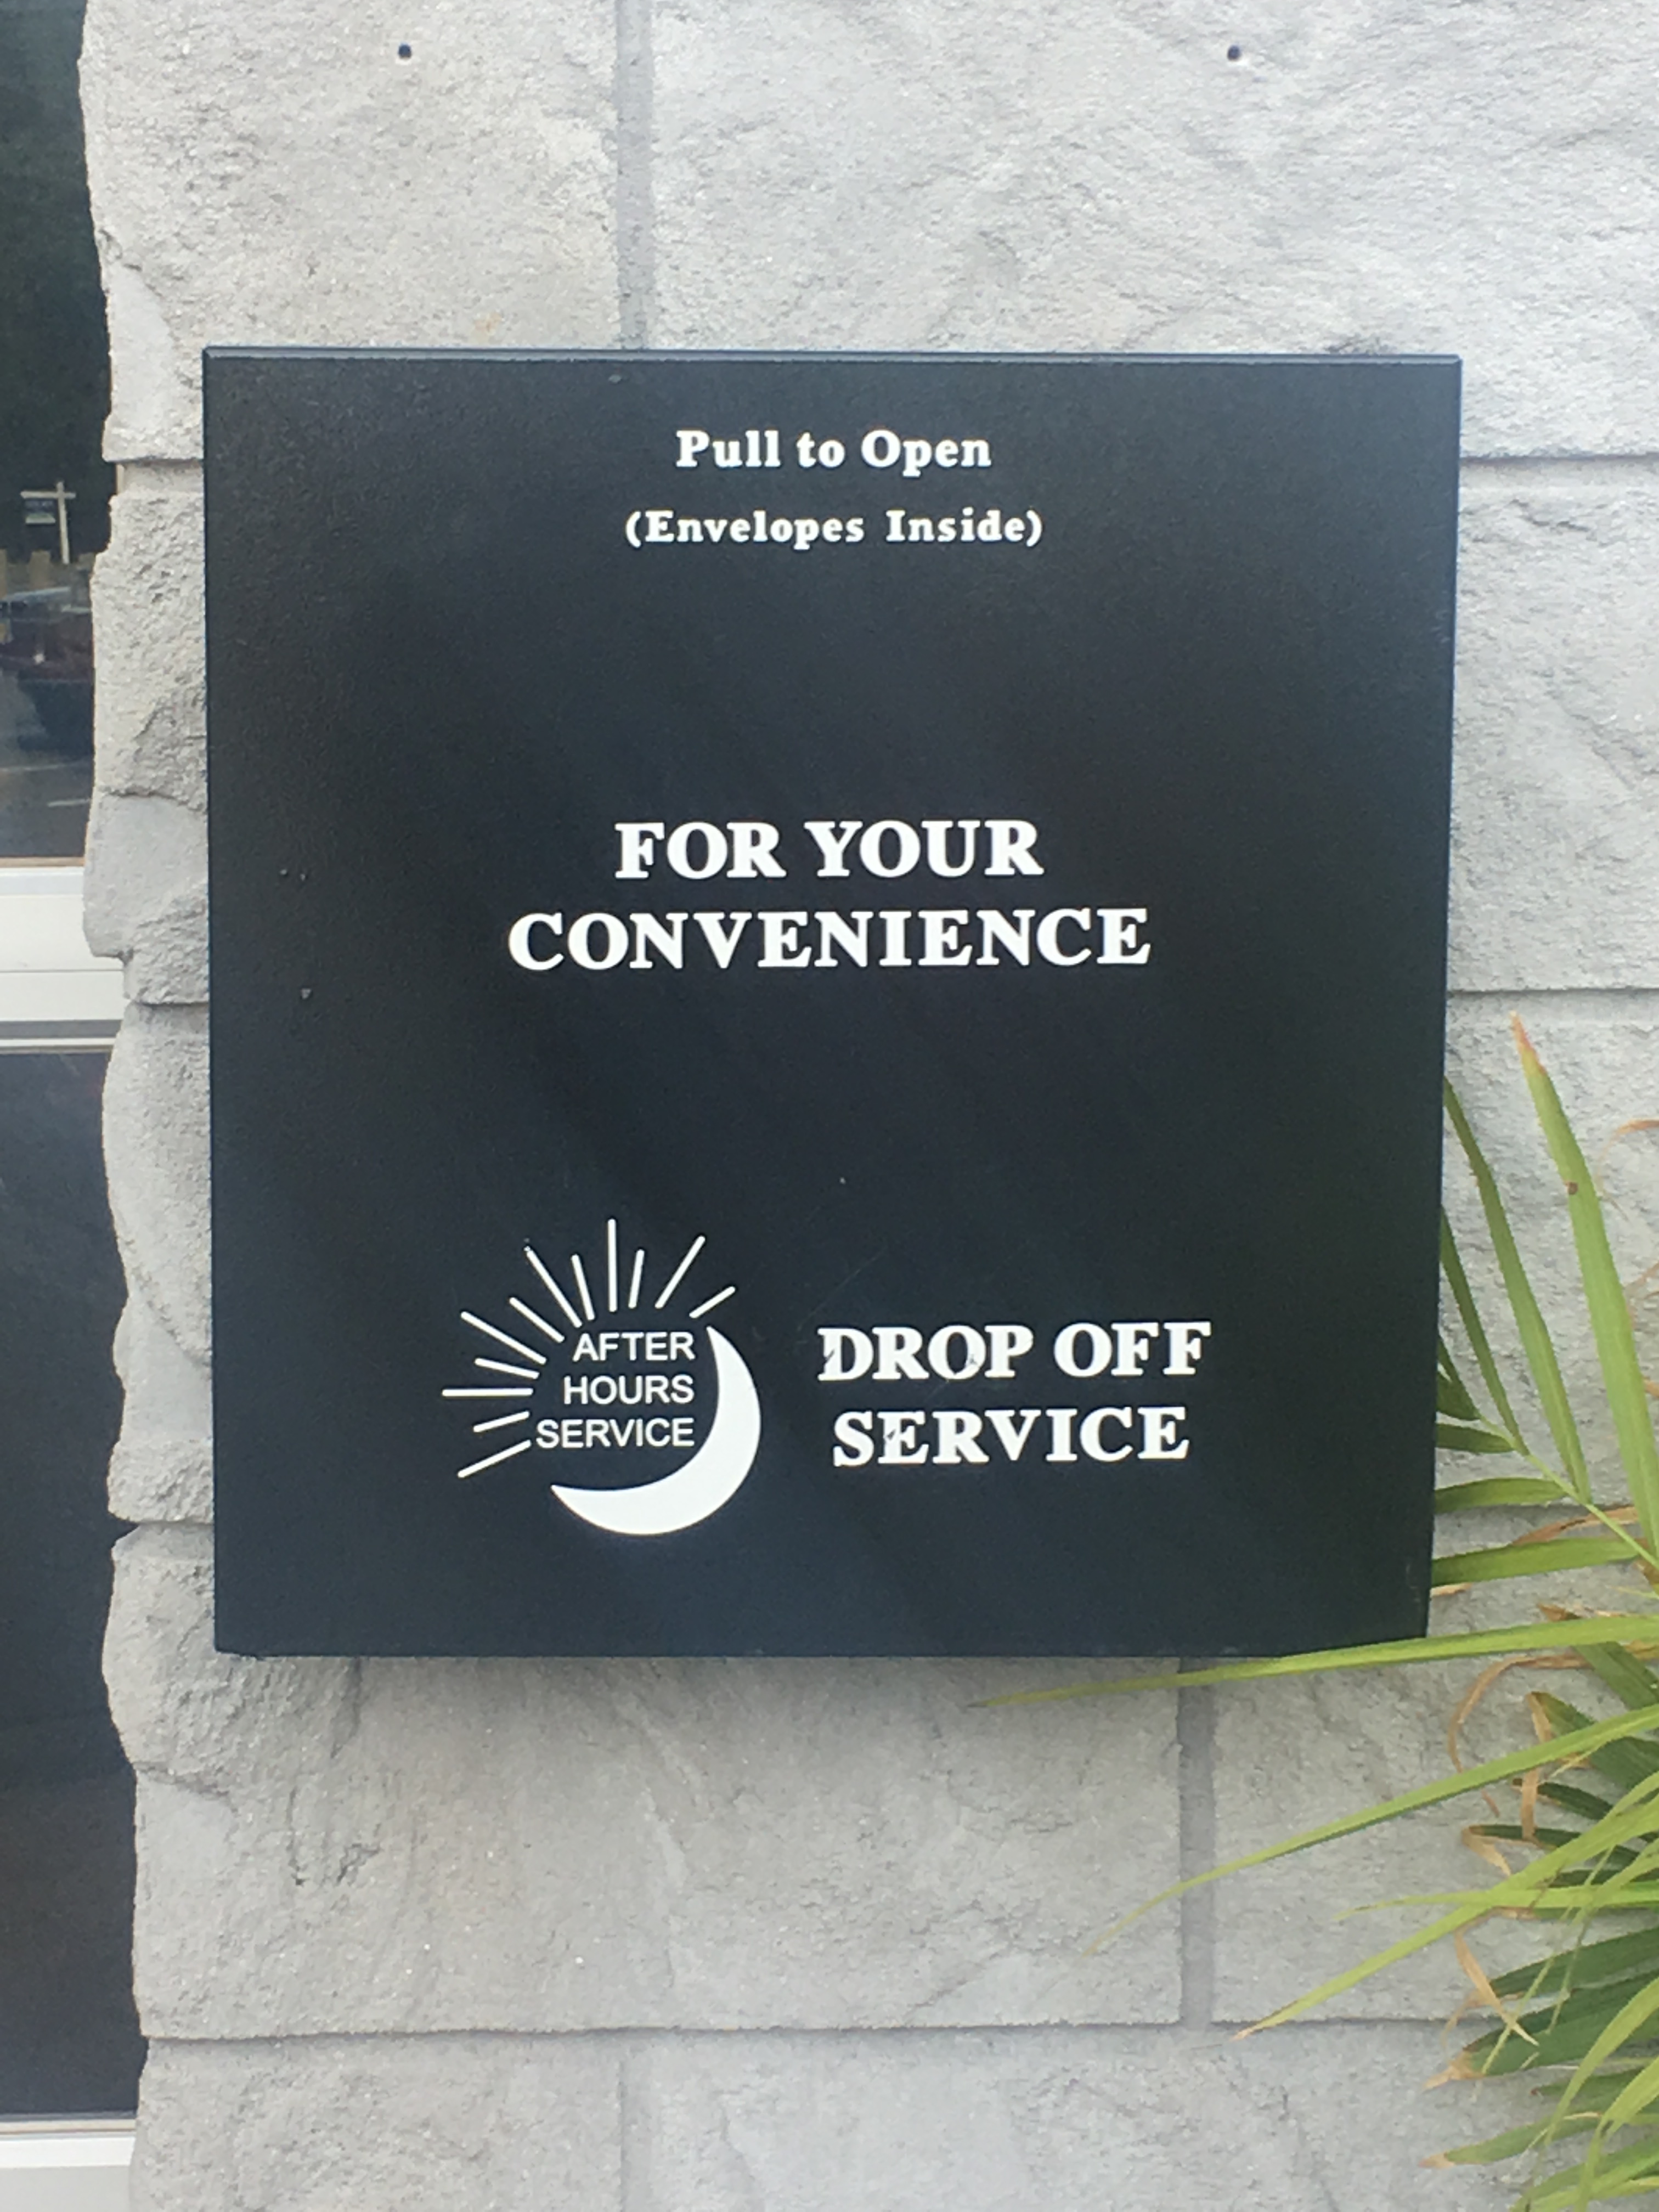 Pull to Open
(Envelopes Inside)
FOR YOUR
CONVENIENCE
AFTER
HOURS
SERVICE
DROP OFF
SERVICE